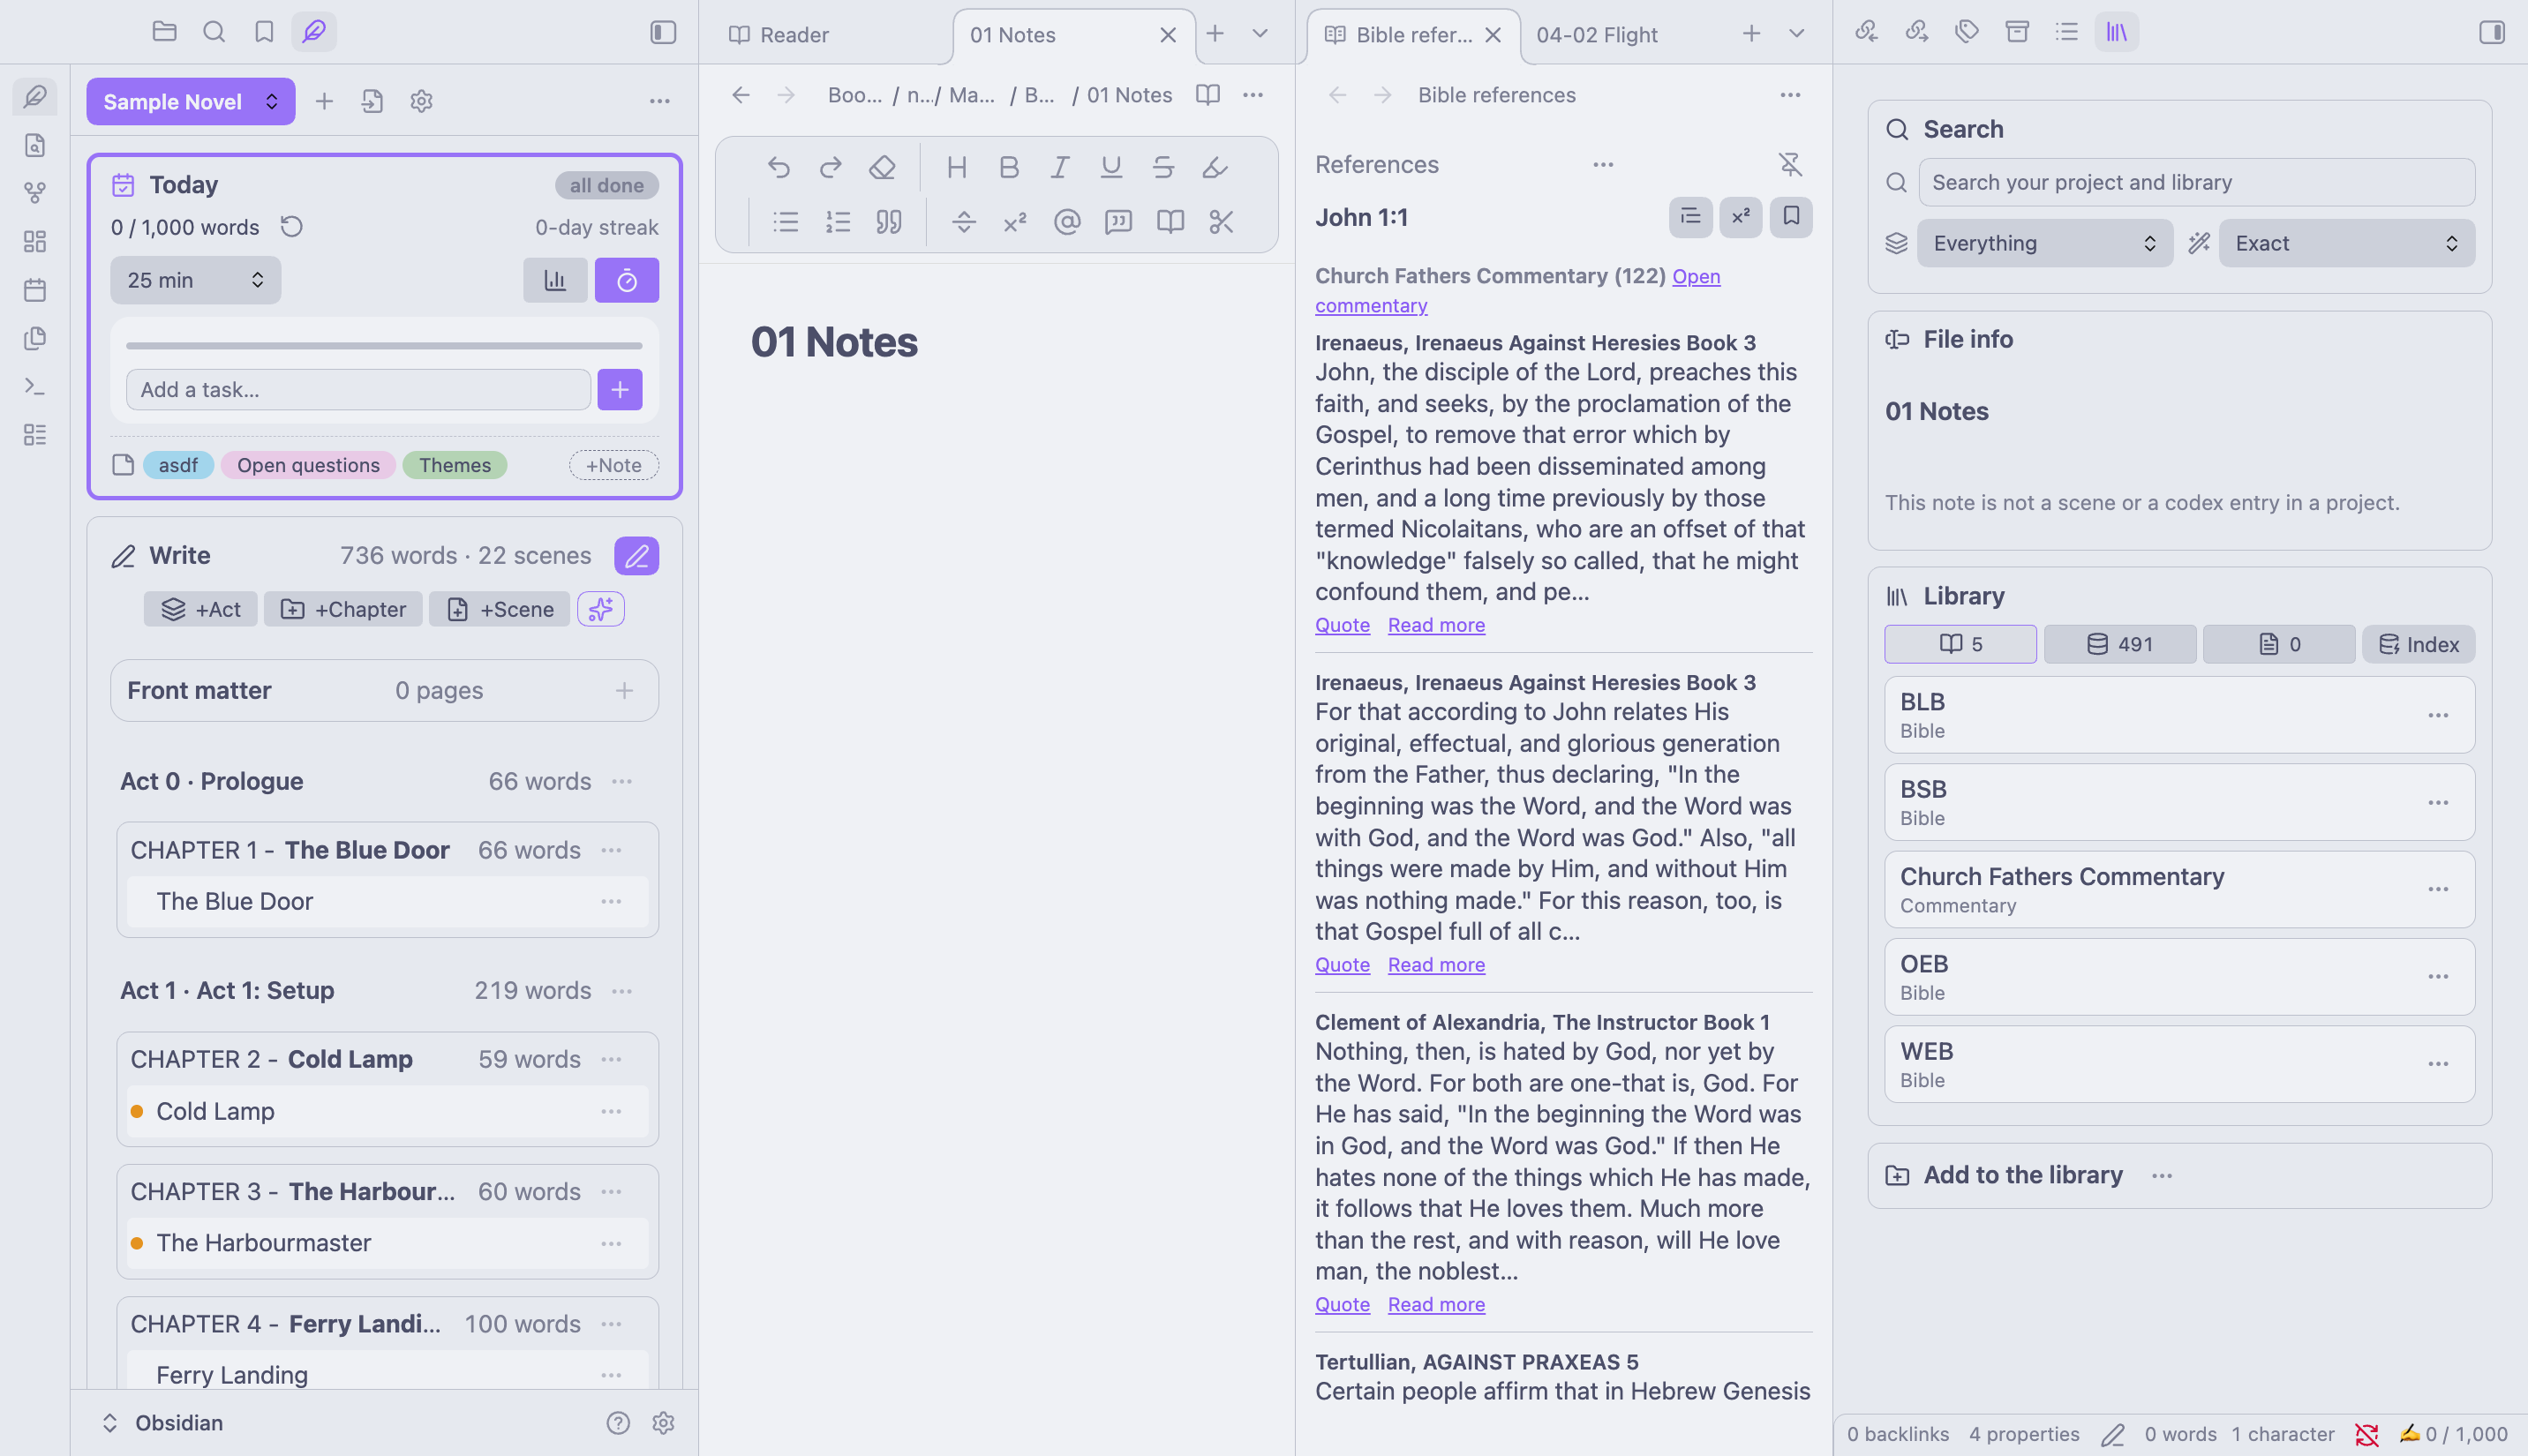 Sample Novel
Today
all done
0 / 1,000 words
0-day streak
25 min
Add a task...
asdf
Open questions
Themes
+Note
Write
736 words · 22 scenes
+Act
+Chapter
+Scene
Front matter
0 pages
Act 0 · Prologue
66 words
CHAPTER 1 - The Blue Door
66 words
The Blue Door
Act 1 · Act 1: Setup
219 words
CHAPTER 2 - Cold Lamp
59 words
Cold Lamp
CHAPTER 3 - The Harbour...
60 words
The Harbourmaster
CHAPTER 4 - Ferry Landi...
100 words
Ferry Landing
Obsidian
Reader
01 Notes
Boo... / n.../ Ma... / B... / 01 Notes
H B I U S
x²
01 Notes
Bible refer...
04-02 Flight
Bible references
References
John 1:1
x²
Church Fathers Commentary (122) Open
commentary
Irenaeus, Irenaeus Against Heresies Book 3
John, the disciple of the Lord, preaches this
faith, and seeks, by the proclamation of the
Gospel, to remove that error which by
Cerinthus had been disseminated among
men, and a long time previously by those
termed Nicolaitans, who are an offset of that
"knowledge" falsely so called, that he might
confound them, and pe...
Quote Read more
Irenaeus, Irenaeus Against Heresies Book 3
For that according to John relates His
original, effectual, and glorious generation
from the Father, thus declaring, "In the
beginning was the Word, and the Word was
with God, and the Word was God." Also, "all
things were made by Him, and without Him
was nothing made." For this reason, too, is
that Gospel full of all c...
Quote Read more
Clement of Alexandria, The Instructor Book 1
Nothing, then, is hated by God, nor yet by
the Word. For both are one-that is, God. For
He has said, "In the beginning the Word was
in God, and the Word was God." If then He
hates none of the things which He has made,
it follows that He loves them. Much more
than the rest, and with reason, will He love
man, the noblest...
Quote Read more
Tertullian, AGAINST PRAXEAS 5
Certain people affirm that in Hebrew Genesis
Search
Search your project and library
Everything
Exact
File info
01 Notes
This note is not a scene or a codex entry in a project.
Library
5
491
0
Index
BLB
Bible
BSB
Bible
Church Fathers Commentary
Commentary
OEB
Bible
WEB
Bible
Add to the library
0 backlinks 4 properties 0 words 1 character ✍️ 0 / 1,000